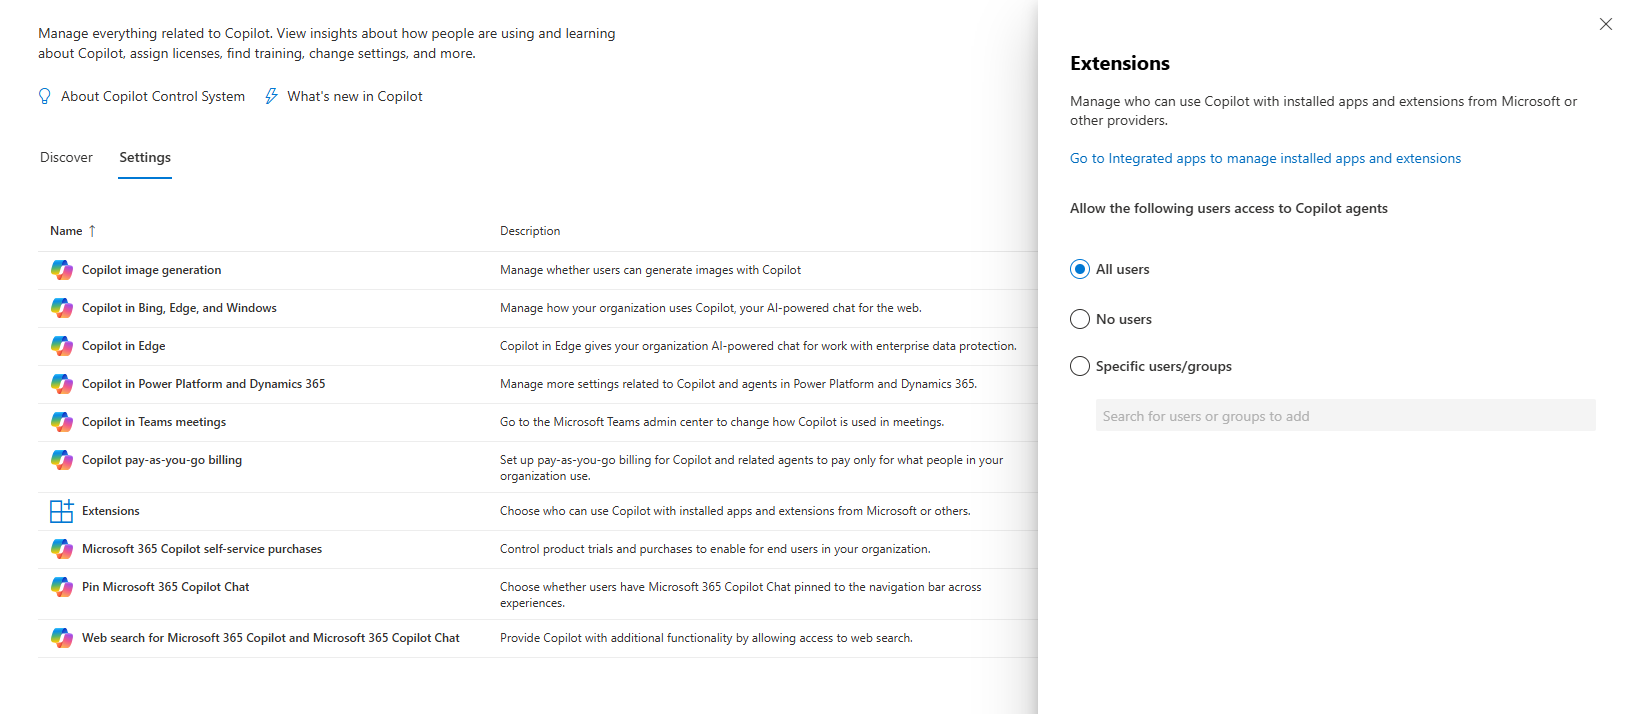 Manage everything related to Copilot. View insights about how people are using and learning
about Copilot, assign licenses, find training, change settings, and more.
About Copilot Control System
What's new in Copilot
Discover
Settings
Name ↑
Description
Copilot image generation
Manage whether users can generate images with Copilot
Copilot in Bing, Edge, and Windows
Manage how your organization uses Copilot, your AI-powered chat for the web.
Copilot in Edge
Copilot in Edge gives your organization AI-powered chat for work with enterprise data protection.
Copilot in Power Platform and Dynamics 365
Manage more settings related to Copilot and agents in Power Platform and Dynamics 365.
Copilot in Teams meetings
Go to the Microsoft Teams admin center to change how Copilot is used in meetings.
Copilot pay-as-you-go billing
Set up pay-as-you-go billing for Copilot and related agents to pay only for what people in your
organization use.
Extensions
Choose who can use Copilot with installed apps and extensions from Microsoft or others.
Microsoft 365 Copilot self-service purchases
Control product trials and purchases to enable for end users in your organization.
Pin Microsoft 365 Copilot Chat
Choose whether users have Microsoft 365 Copilot Chat pinned to the navigation bar across
experiences.
Web search for Microsoft 365 Copilot and Microsoft 365 Copilot Chat
Provide Copilot with additional functionality by allowing access to web search.
Extensions
Manage who can use Copilot with installed apps and extensions from Microsoft or
other providers.
Go to Integrated apps to manage installed apps and extensions
Allow the following users access to Copilot agents
All users
No users
Specific users/groups
Search for users or groups to add